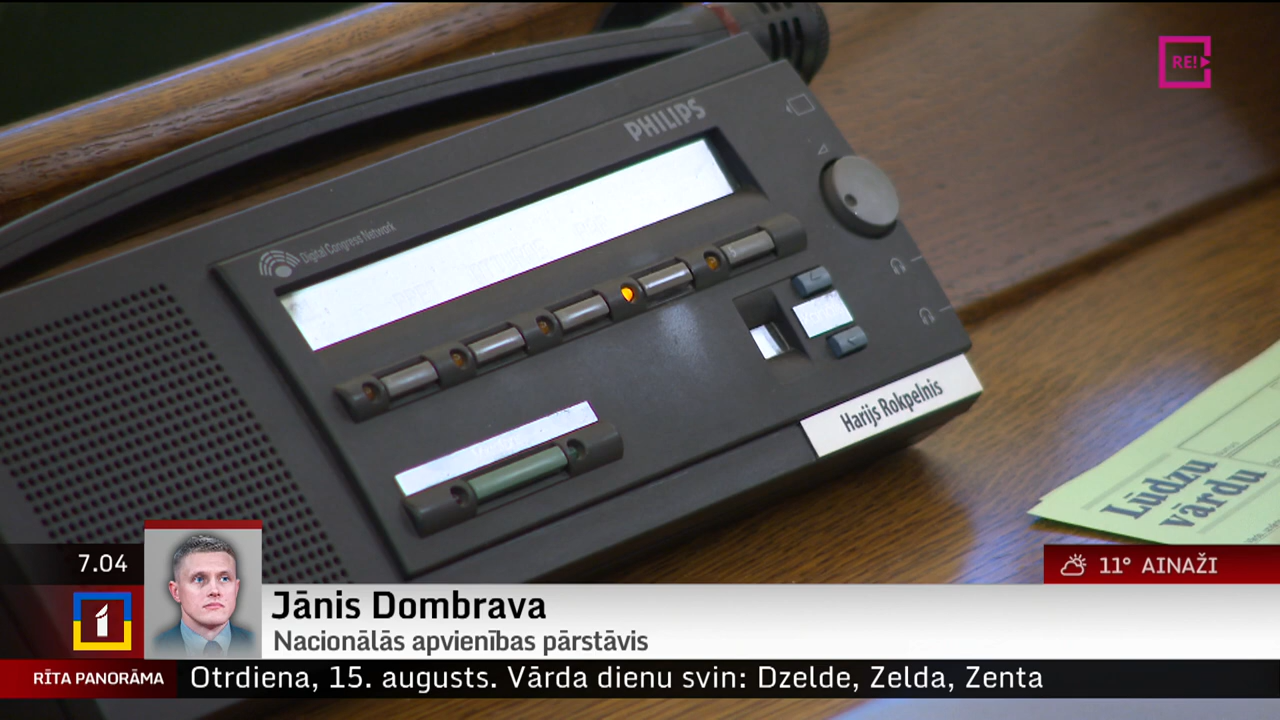 RE!
PHILIPS
Digital Congress Network
5
Harijs Rokpelnis
Lūdzu
vārdu
7.04
11° AINAŽI
1
Jānis Dombrava
Nacionālās apvienības pārstāvis
RĪTA PANORĀMA
Otrdiena, 15. augusts. Vārda dienu svin: Dzelde, Zelda, Zenta